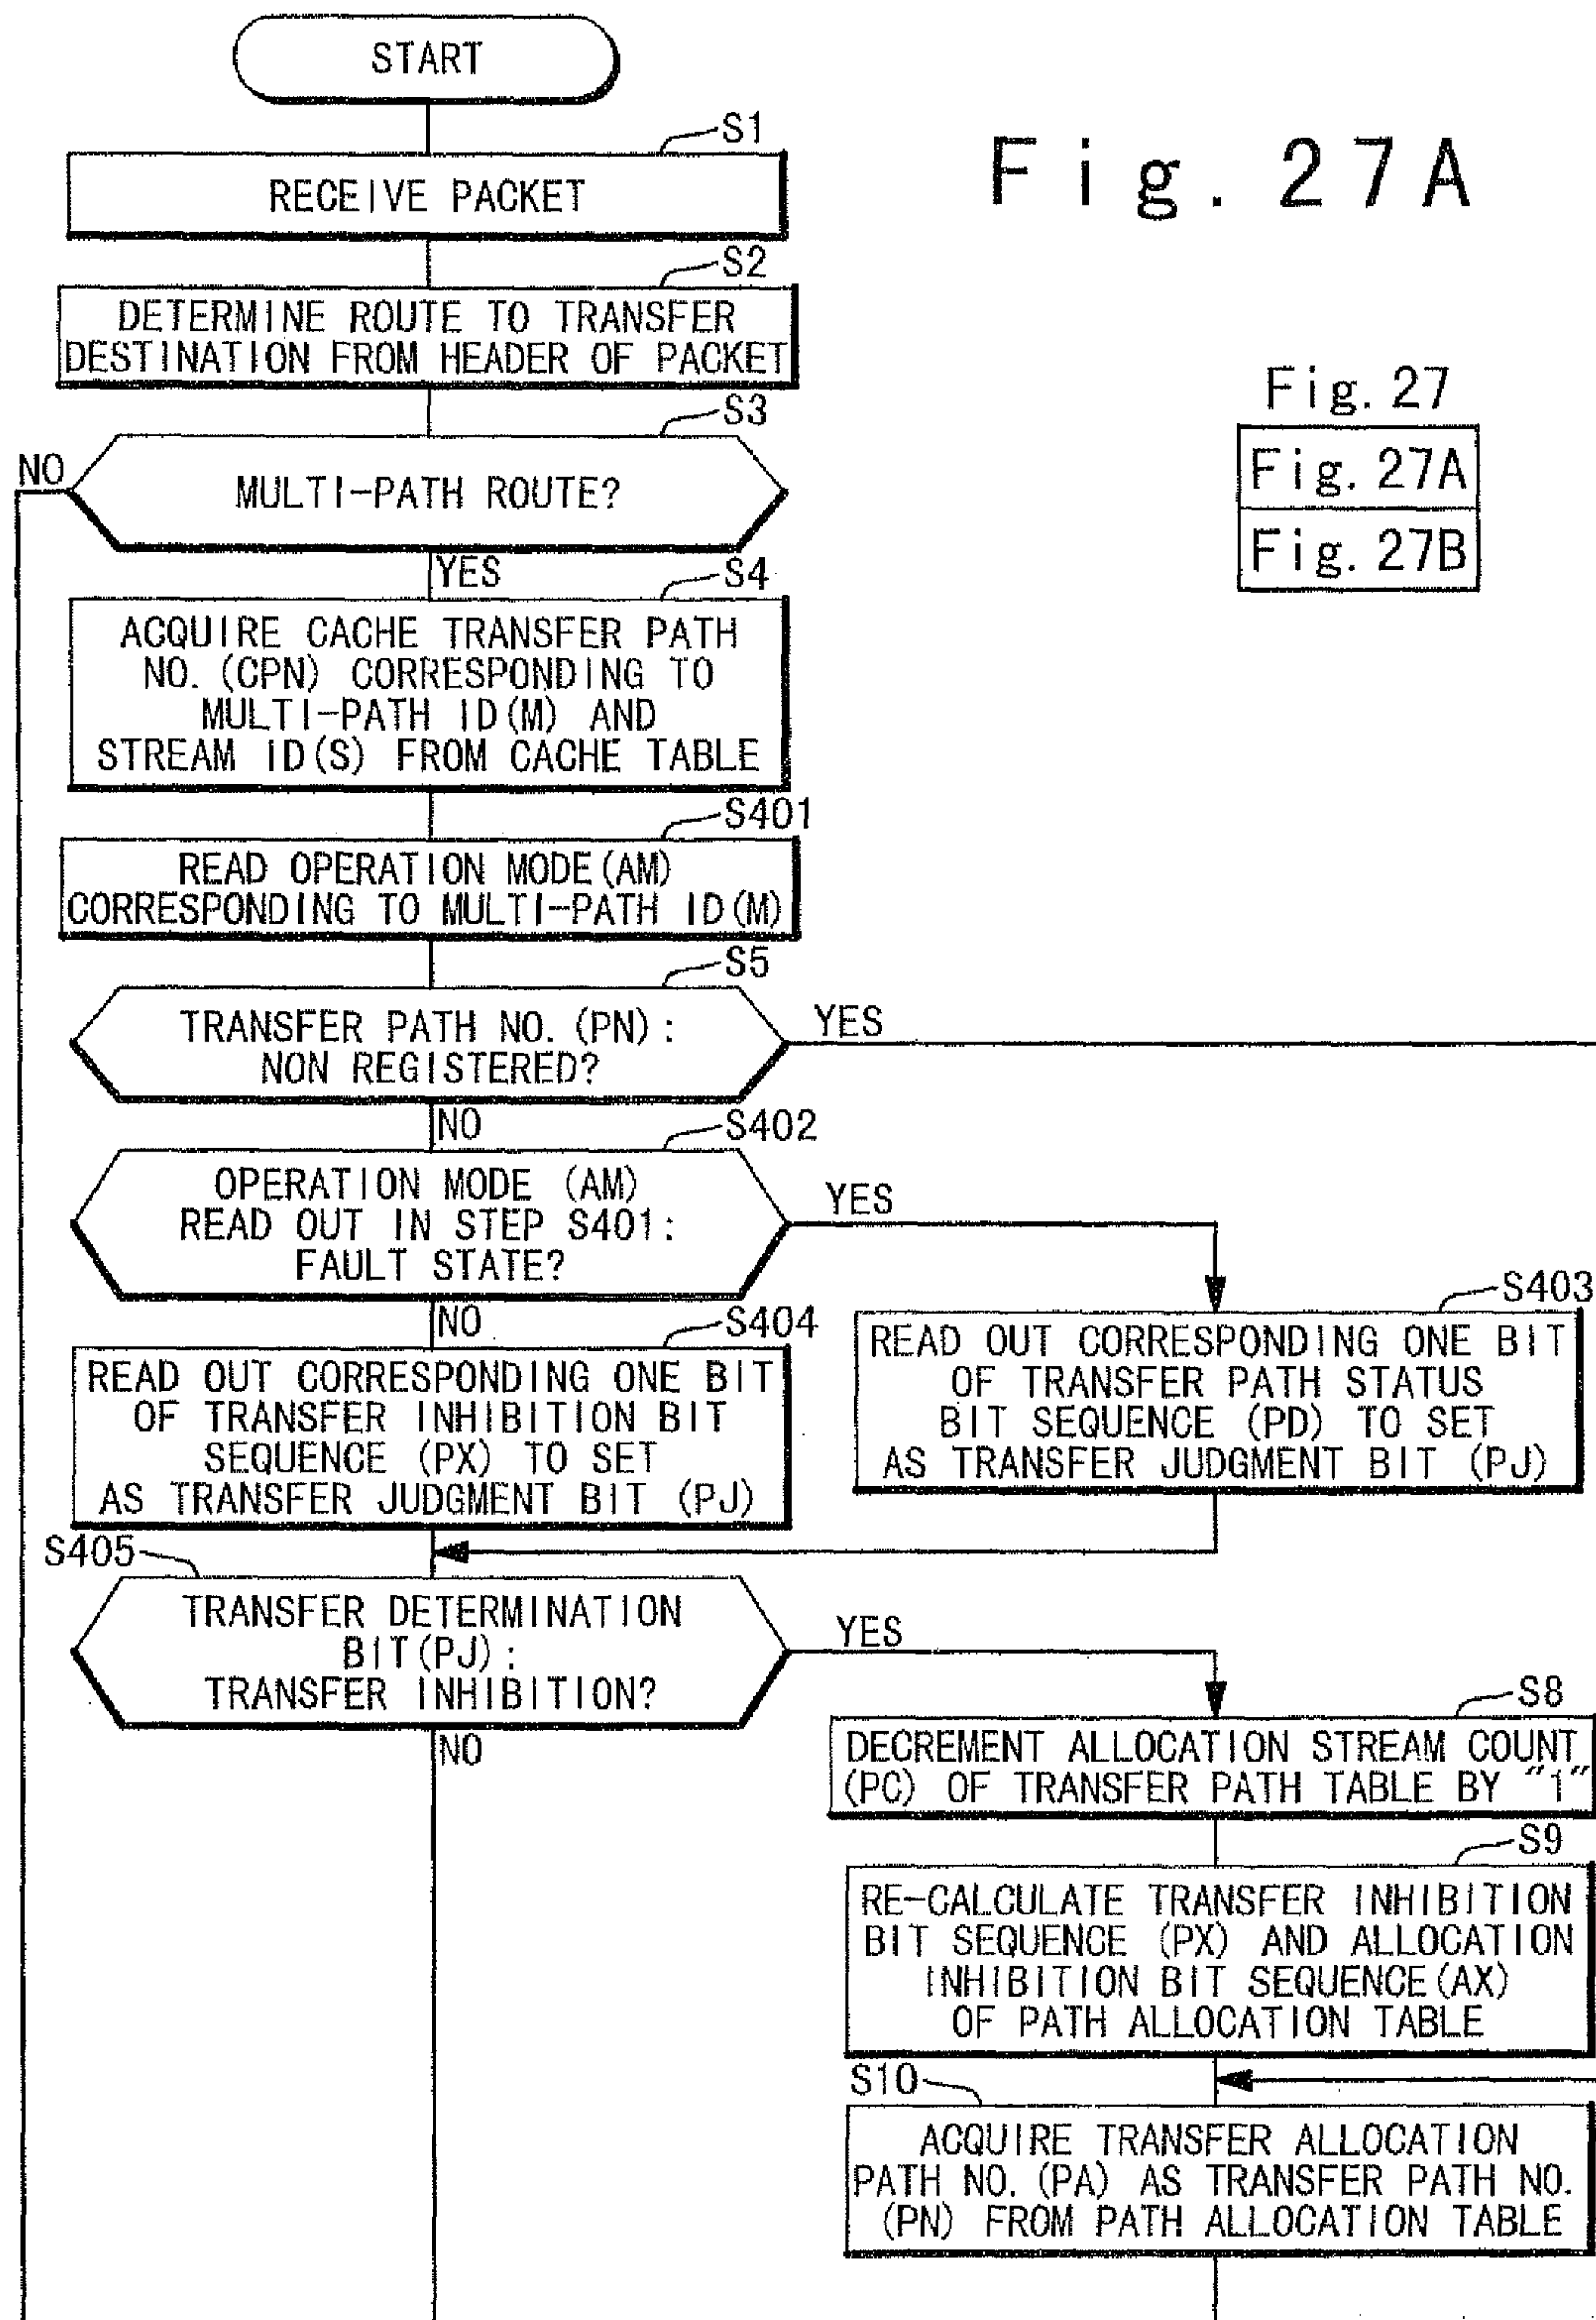 START
Fig. 27A
S1
RECEIVE PACKET
S2
DETERMINE ROUTE TO TRANSFER
DESTINATION FROM HEADER OF PACKET
Fig. 27
Fig. 27A
Fig. 27B
S3
NO
MULTI-PATH ROUTE?
YES
S4
ACQUIRE CACHE TRANSFER PATH
NO. (CPN) CORRESPONDING TO
MULTI-PATH ID(M) AND
STREAM ID(S) FROM CACHE TABLE
S401
READ OPERATION MODE(AM)
CORRESPONDING TO MULTI-PATH ID(M)
S5
TRANSFER PATH NO. (PN):
NON REGISTERED?
YES
NO
S402
OPERATION MODE (AM)
READ OUT IN STEP S401:
FAULT STATE?
YES
NO
S404
READ OUT CORRESPONDING ONE BIT
OF TRANSFER INHIBITION BIT
SEQUENCE (PX) TO SET
AS TRANSFER JUDGMENT BIT (PJ)
S403
READ OUT CORRESPONDING ONE BIT
OF TRANSFER PATH STATUS
BIT SEQUENCE (PD) TO SET
AS TRANSFER JUDGMENT BIT (PJ)
S405
TRANSFER DETERMINATION
BIT(PJ):
TRANSFER INHIBITION?
YES
NO
S8
DECREMENT ALLOCATION STREAM COUNT
(PC) OF TRANSFER PATH TABLE BY "1"
S9
RE-CALCULATE TRANSFER INHIBITION
BIT SEQUENCE (PX) AND ALLOCATION
INHIBITION BIT SEQUENCE(AX)
OF PATH ALLOCATION TABLE
S10
ACQUIRE TRANSFER ALLOCATION
PATH NO. (PA) AS TRANSFER PATH NO.
(PN) FROM PATH ALLOCATION TABLE